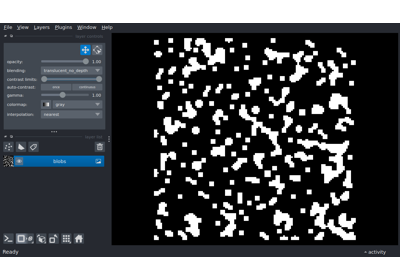 File View Layers Plugins Window Help
opacity: 1.00
blending: translucent_no_depth
contrast limits:
auto-contrast: once continuous
gamma: 1.00
colormap: gray
interpolation: nearest
blobs
Ready
activity